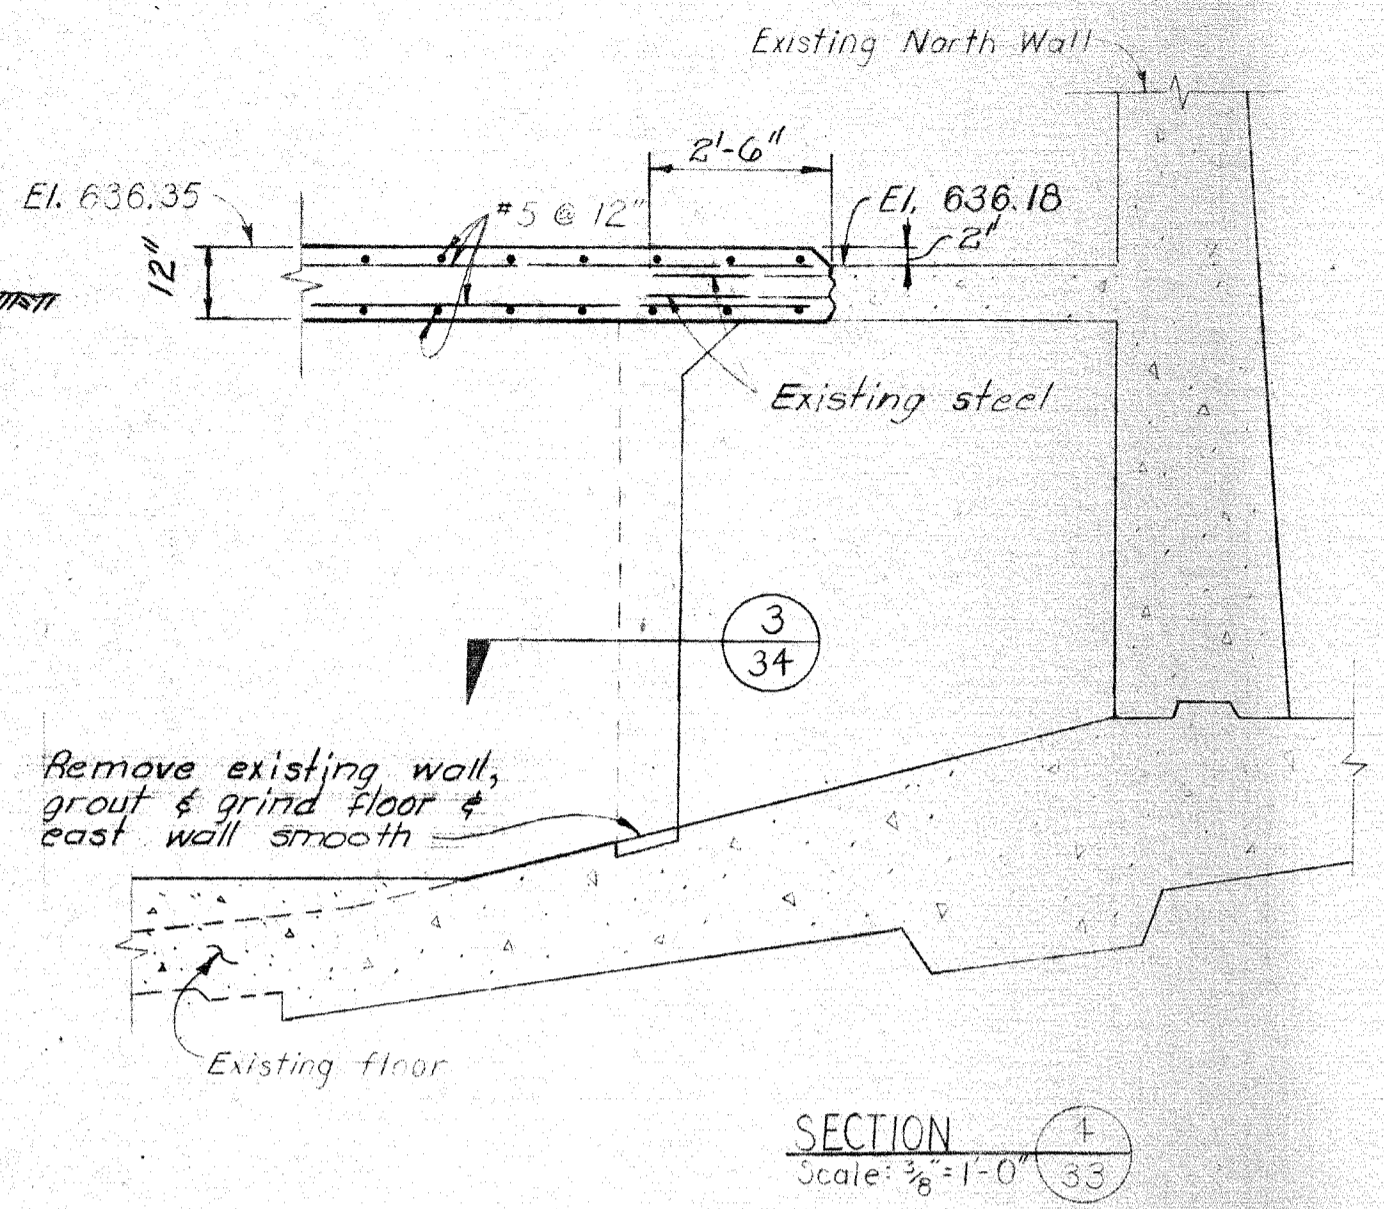 Existing North Wall
2'-6"
El. 636.35
#5 @ 12"
El. 636.18
2"
12"
Existing steel
3
34
Remove existing wall,
grout & grind floor &
east wall smooth
Existing floor
SECTION
Scale: 3/8"=1'-0"
33